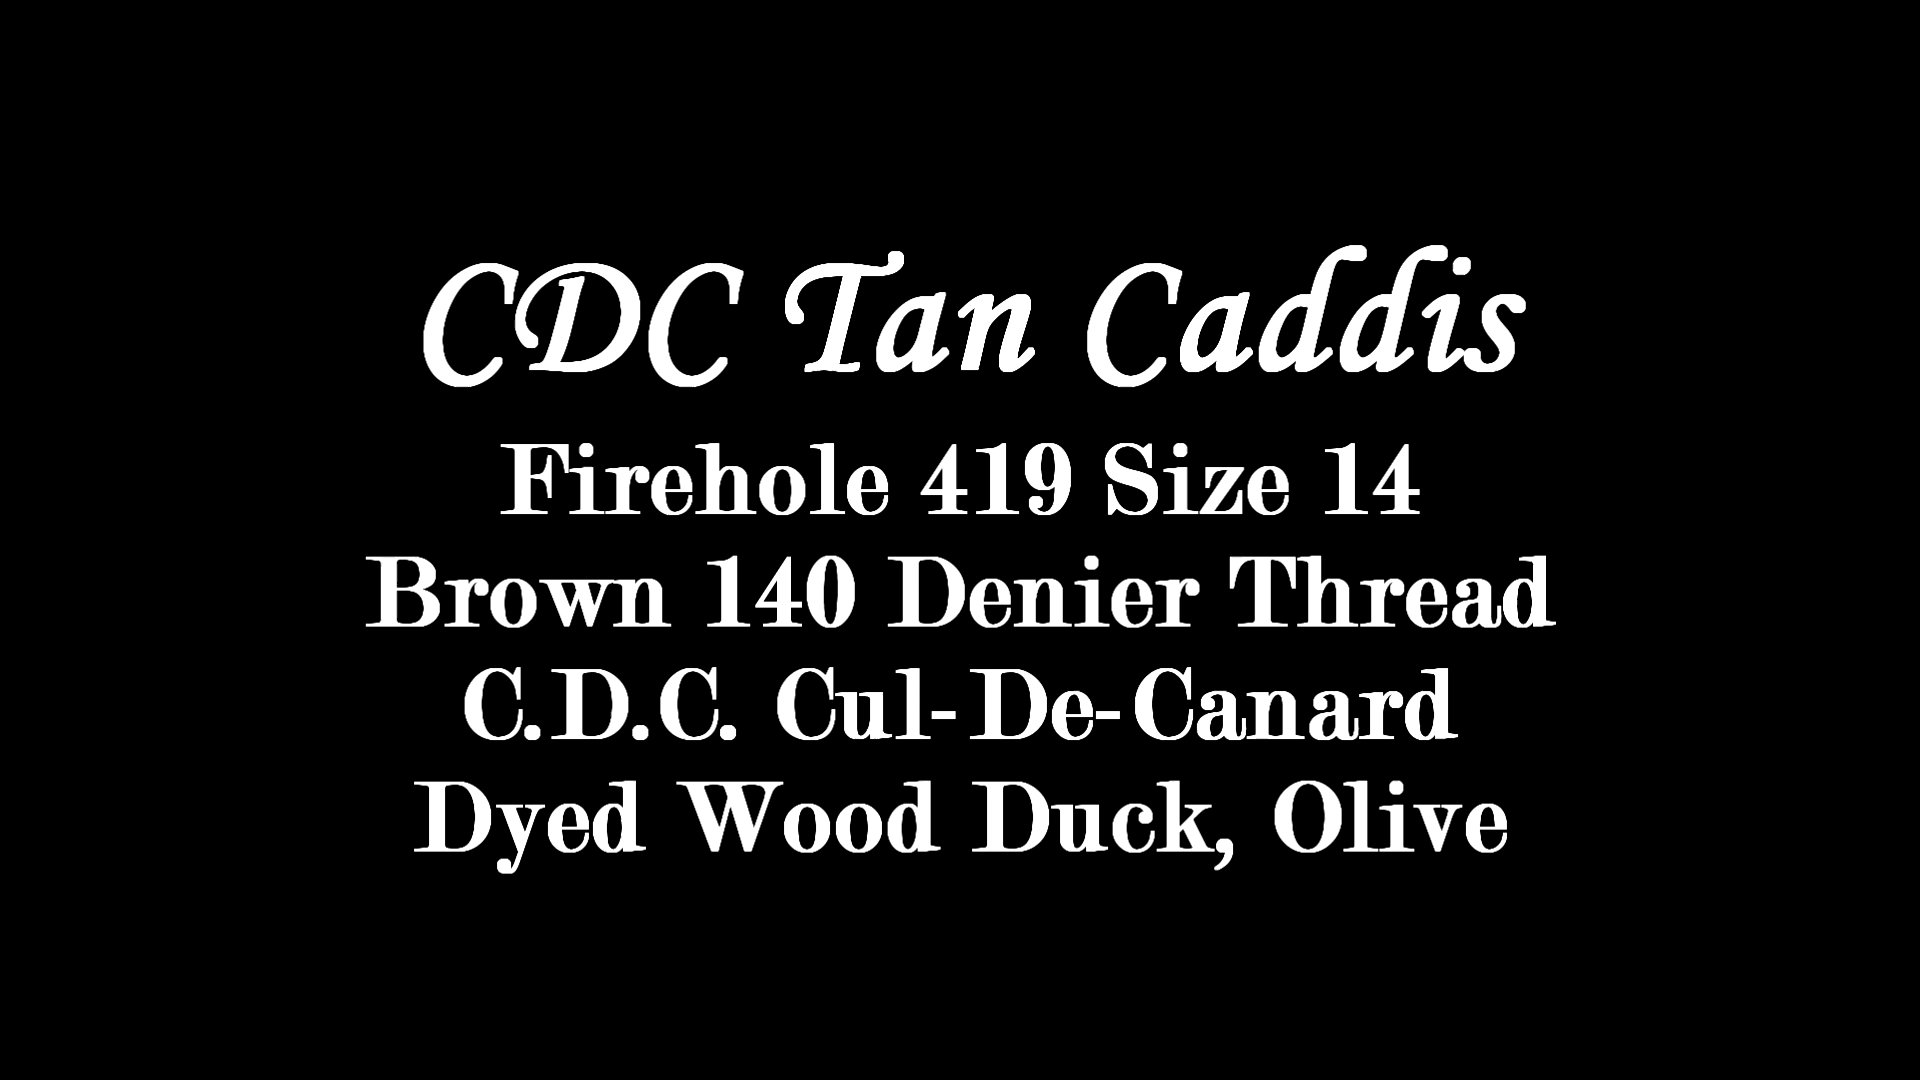 CDC Tan Caddis
Firehole 419 Size 14
Brown 140 Denier Thread
C.D.C. Cul-De-Canard
Dyed Wood Duck, Olive